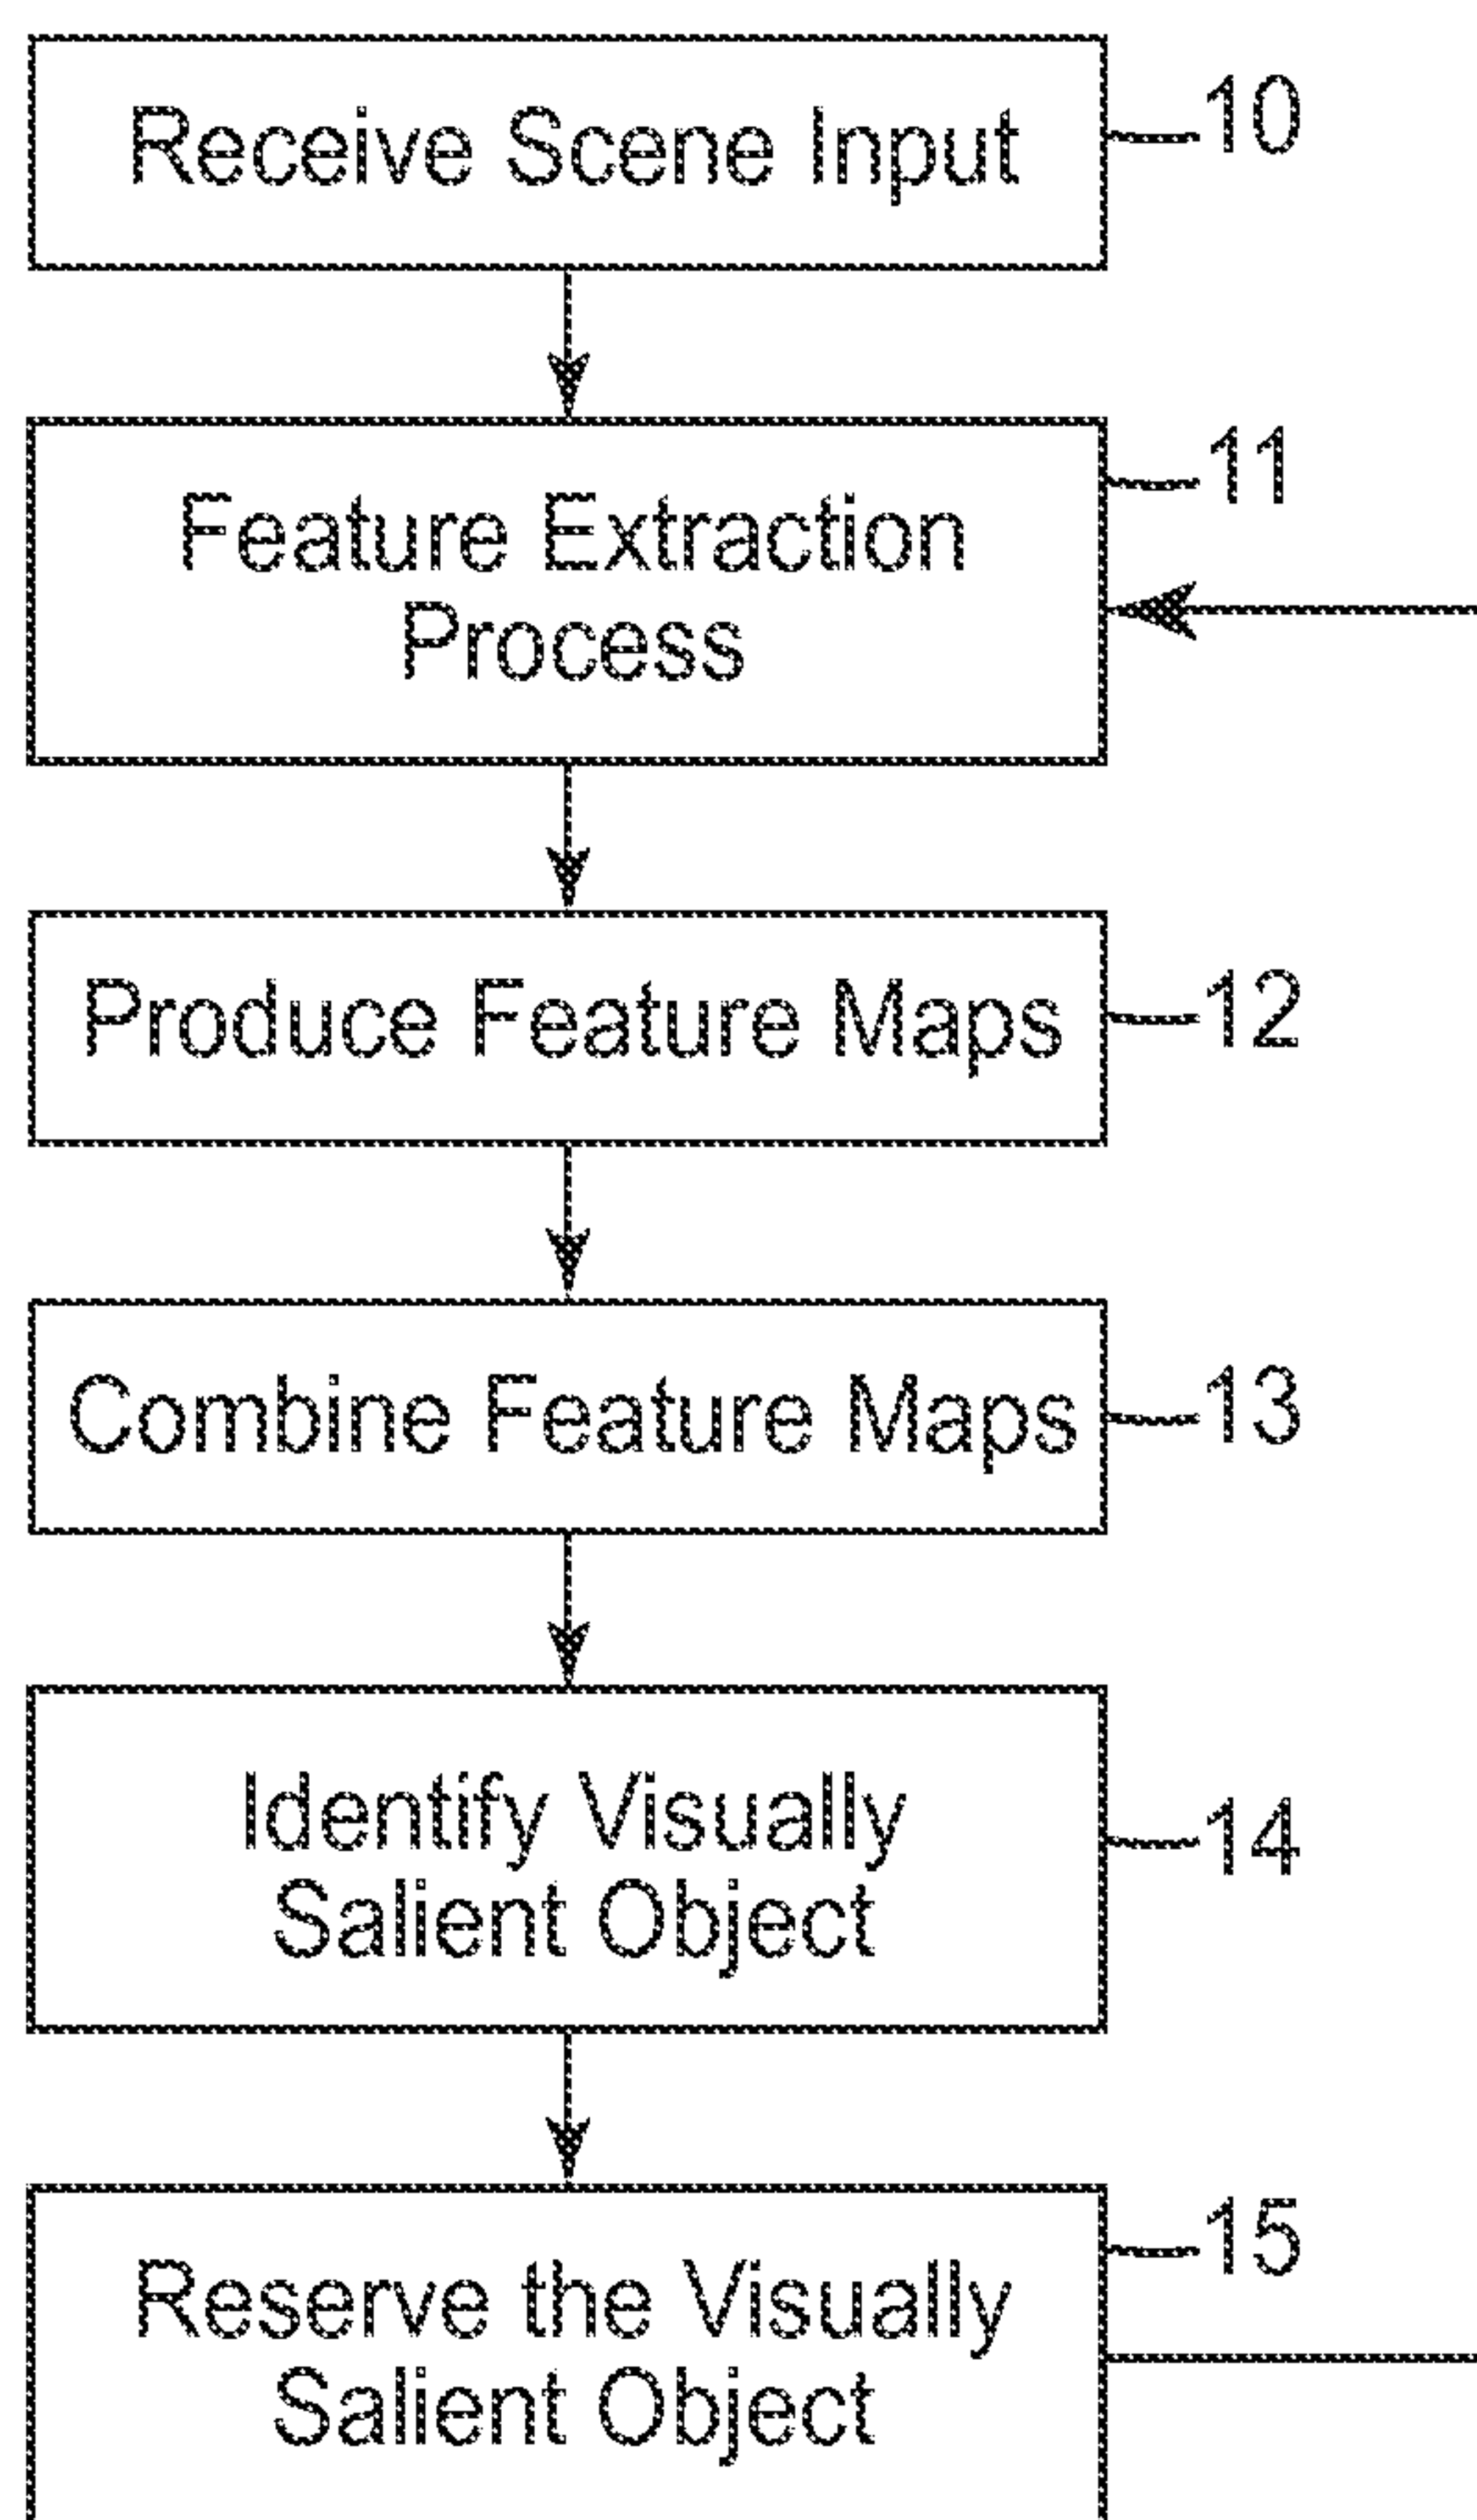 Receive Scene Input
10
Feature Extraction
Process
11
Produce Feature Maps
12
Combine Feature Maps
13
Identify Visually
Salient Object
14
Reserve the Visually
Salient Object
15